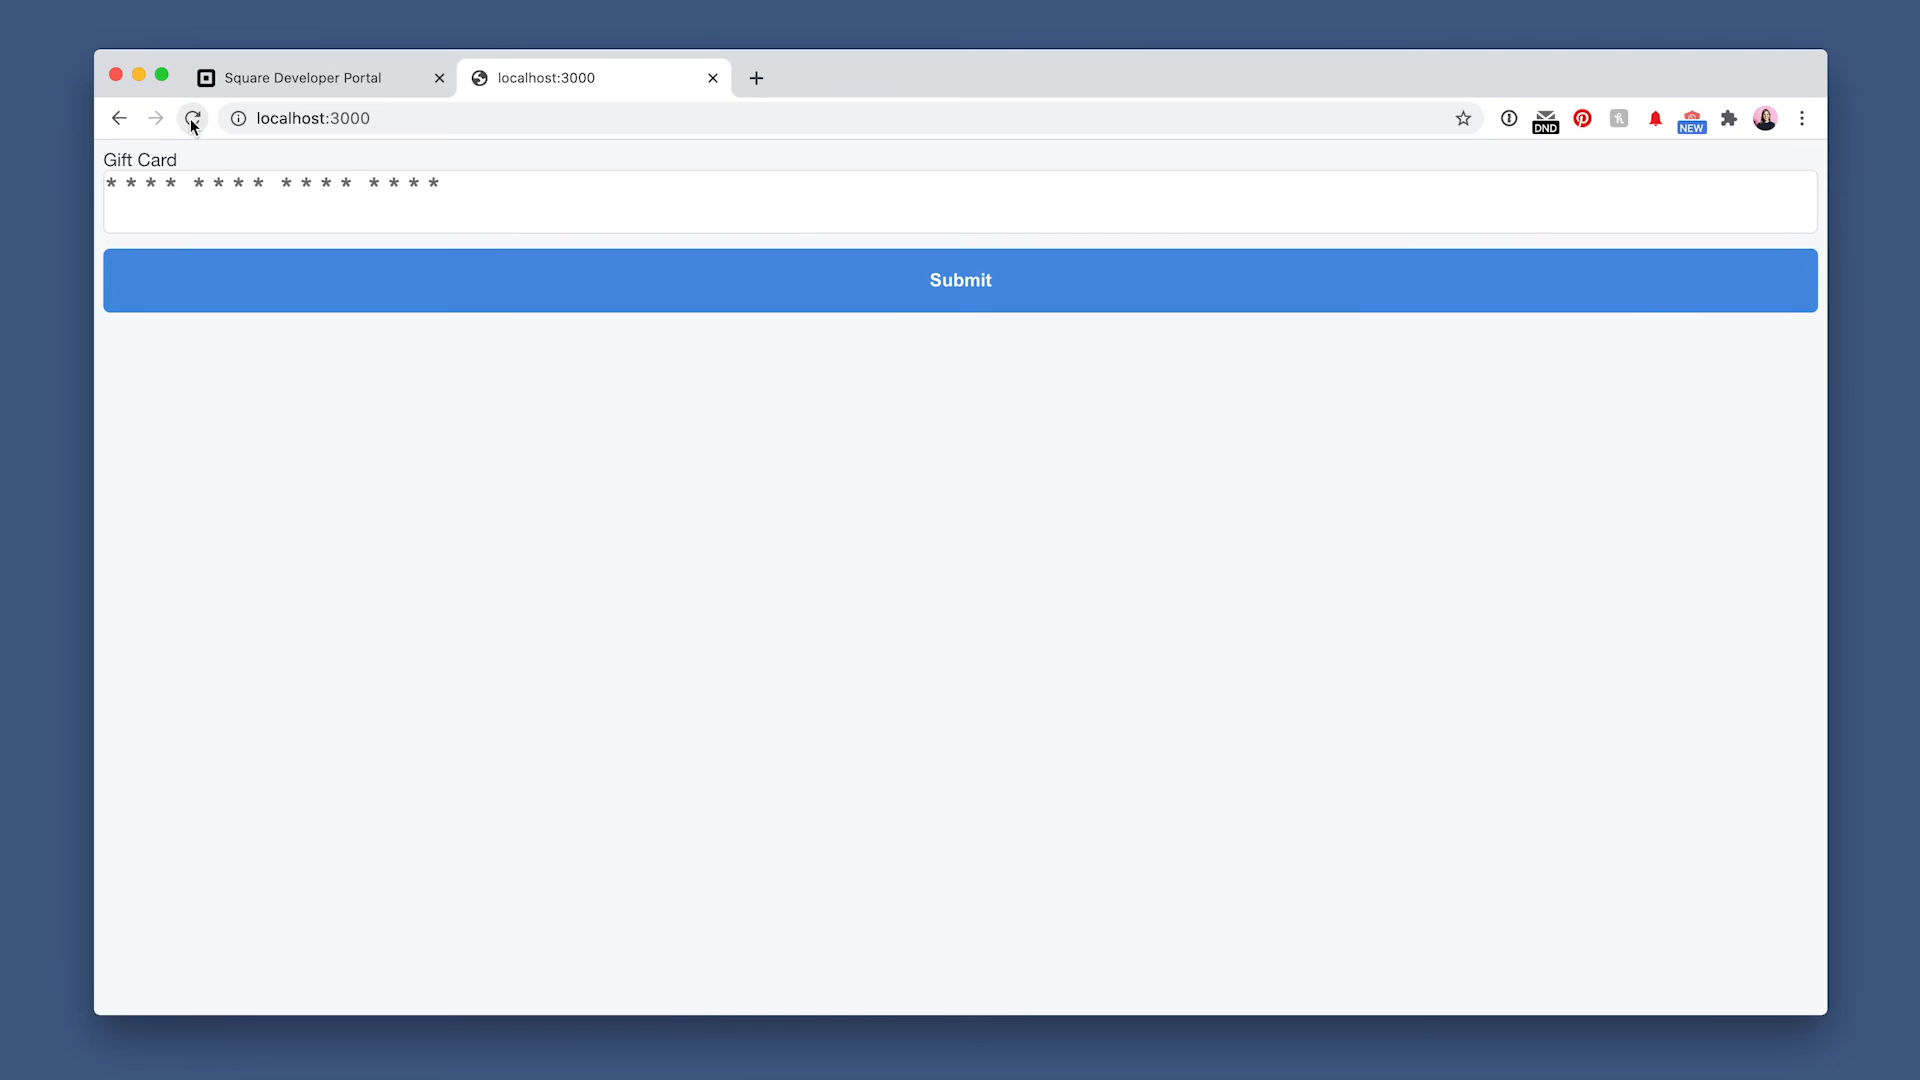 Square Developer Portal
localhost:3000
localhost:3000
DND
NEW
Gift Card
* * * * * * * * * * * * * * * *
Submit